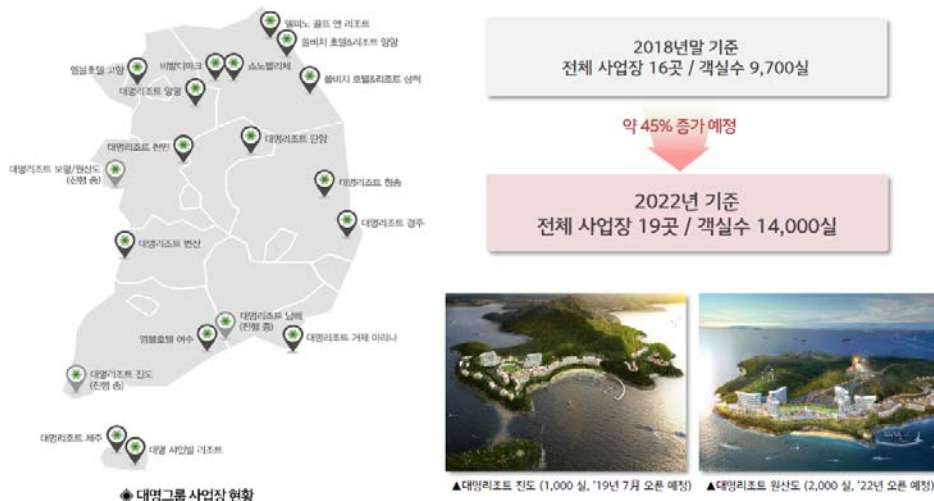 델피노 골프 앤 리조트
쏠비치 호텔&리조트 양양
엠블호텔 고양
비발디파크
소노펠리체
쏠비치 호텔&리조트 삼척
대명리조트 양평
대명리조트 단양
대명리조트 천안
대명리조트 보령/원산도
(진행 중)
대명리조트 청송
대명리조트 경주
대명리조트 변산
대명리조트 남해
(진행 중)
엠블호텔 여수
대명리조트 거제 마리나
대명리조트 진도
(진행 중)
대명리조트 제주
대명 샤인빌 리조트
◈ 대명그룹 사업장 현황
2018년말 기준
전체 사업장 16곳 / 객실수 9,700실
약 45% 증가 예정
2022년 기준
전체 사업장 19곳 / 객실수 14,000실
▲대명리조트 진도 (1,000 실, '19년 7月 오픈 예정)
▲대명리조트 원산도 (2,000 실, '22년 오픈 예정)